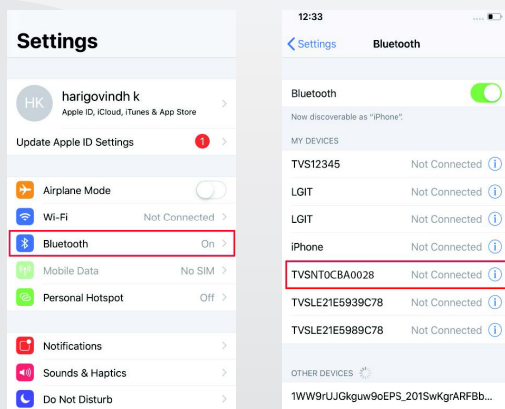 Settings
HK
harigovindh k
Apple ID, iCloud, iTunes & App Store
Update Apple ID Settings
1
Airplane Mode
Wi-Fi Not Connected
Bluetooth On
Mobile Data No SIM
Personal Hotspot Off
Notifications
Sounds & Haptics
Do Not Disturb
12:33
Settings Bluetooth
Bluetooth
Now discoverable as "iPhone".
MY DEVICES
TVS12345 Not Connected
LGIT Not Connected
LGIT Not Connected
iPhone Not Connected
TVSNT0CBA0028 Not Connected
TVSLE21E5939C78 Not Connected
TVSLE21E5989C78 Not Connected
OTHER DEVICES
1WW9rUJGkguw9oEPS_201SwKgrARFBb...